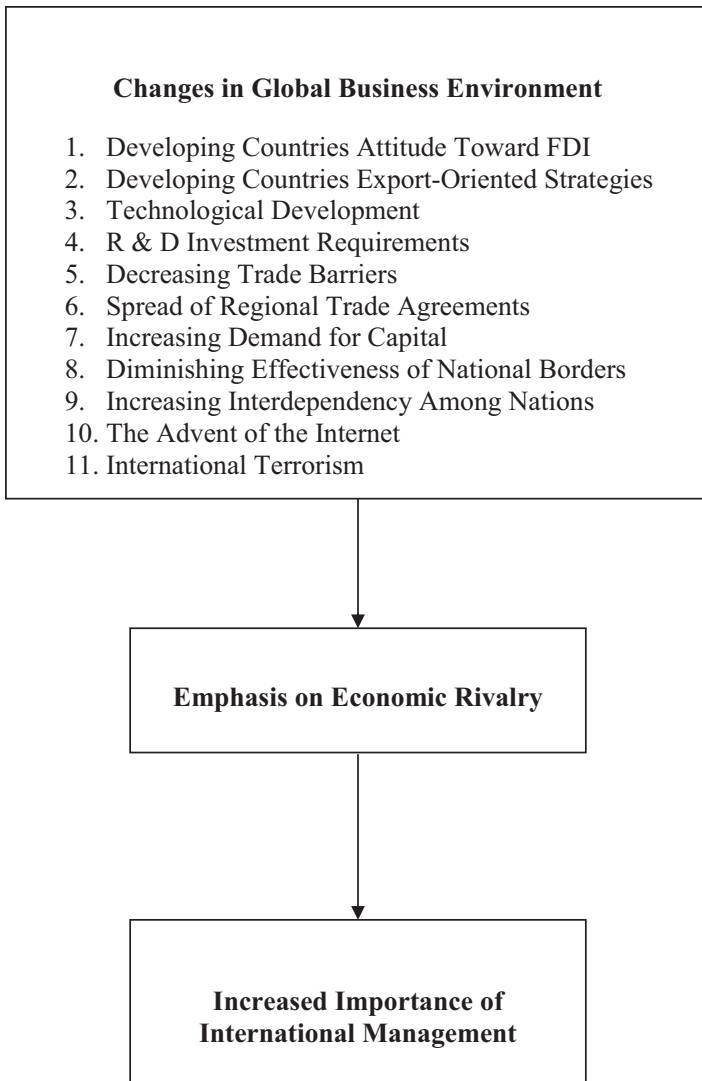 Changes in Global Business Environment
1. Developing Countries Attitude Toward FDI
2. Developing Countries Export-Oriented Strategies
3. Technological Development
4. R & D Investment Requirements
5. Decreasing Trade Barriers
6. Spread of Regional Trade Agreements
7. Increasing Demand for Capital
8. Diminishing Effectiveness of National Borders
9. Increasing Interdependency Among Nations
10. The Advent of the Internet
11. International Terrorism
Emphasis on Economic Rivalry
Increased Importance of
International Management